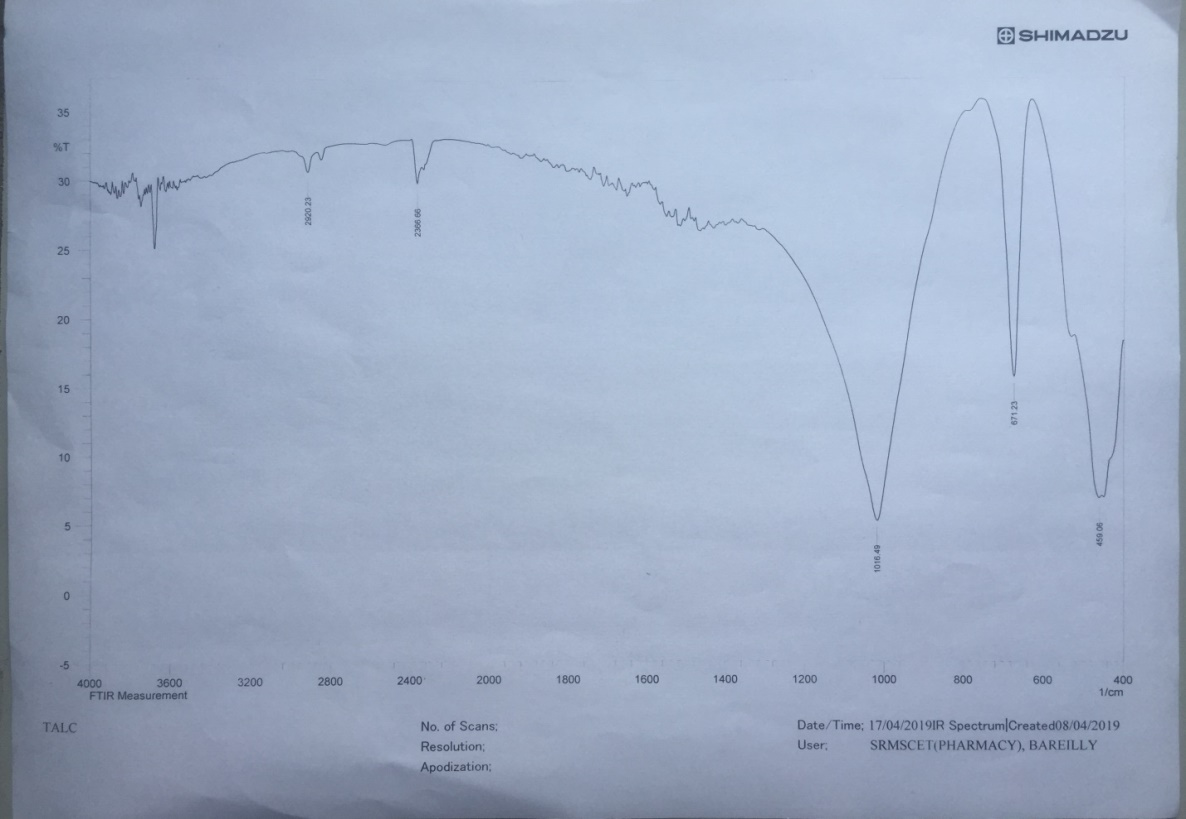 SHIMADZU
35
%T
30
25
20
15
10
5
0
-5
2920.23
2366.66
1016.49
671.23
459.06
4000 3600 3200 2800 2400 2000 1800 1600 1400 1200 1000 800 600 400
FTIR Measurement 1/cm
TALC
No. of Scans;
Resolution;
Apodization;
Date/Time; 17/04/2019IR Spectrum|Created08/04/2019
User; SRMSCET(PHARMACY), BAREILLY